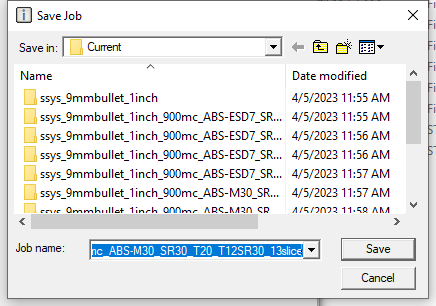 Save Job
Save in: Current
Name Date modified
ssys_9mmbullet_1inch 4/5/2023 11:55 AM
ssys_9mmbullet_1inch_900mc_ABS-ESD7_SR... 4/5/2023 11:55 AM
ssys_9mmbullet_1inch_900mc_ABS-ESD7_SR... 4/5/2023 11:56 AM
ssys_9mmbullet_1inch_900mc_ABS-ESD7_SR... 4/5/2023 11:56 AM
ssys_9mmbullet_1inch_900mc_ABS-ESD7_SR... 4/5/2023 11:57 AM
ssys_9mmbullet_1inch_900mc_ABS-M30_SR... 4/5/2023 11:57 AM
ssys_9mmbullet_1inch_900mc_ABS-M30_SR... 4/5/2023 11:58 AM
Job name: mc_ABS-M30_SR30_T20_T12SR30_13slice Save
Cancel